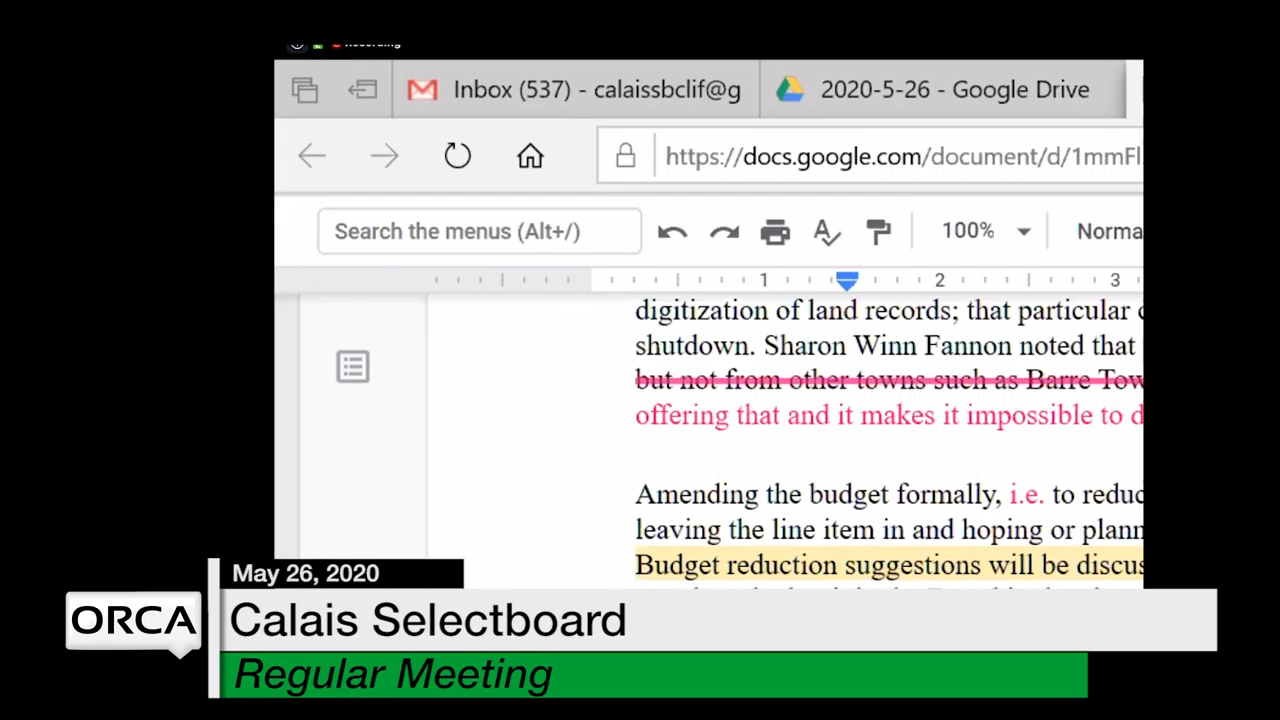 Recording
Inbox (537) - calaissbclif@g
2020-5-26 - Google Drive
https://docs.google.com/document/d/1mmFl
Search the menus (Alt+/)
100%
Norma
1 2 3
digitization of land records; that particular
shutdown. Sharon Winn Fannon noted that
but not from other towns such as Barre Tow
offering that and it makes it impossible to d
Amending the budget formally, i.e. to reduc
leaving the line item in and hoping or plann
Budget reduction suggestions will be discus
May 26, 2020
ORCA
Calais Selectboard
Regular Meeting